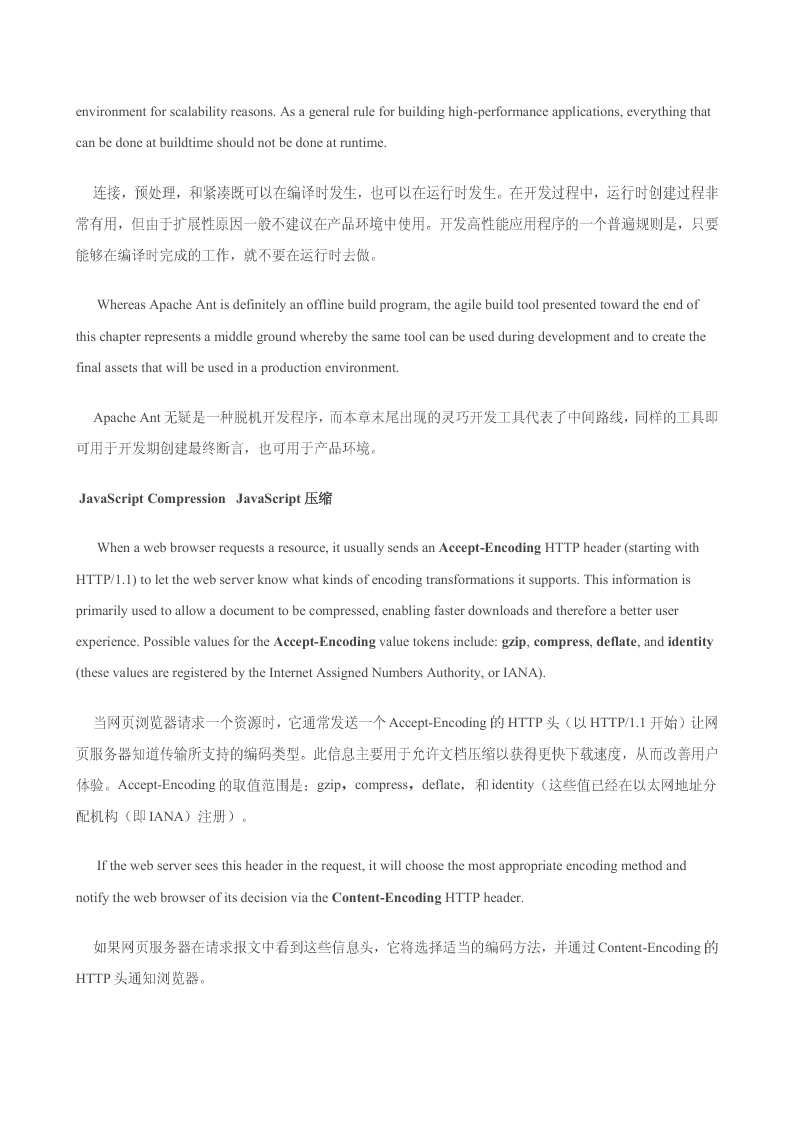 environment for scalability reasons. As a general rule for building high-performance applications, everything that
can be done at buildtime should not be done at runtime.
连接，预处理，和紧凑既可以在编译时发生，也可以在运行时发生。在开发过程中，运行时创建过程非
常有用，但由于扩展性原因一般不建议在产品环境中使用。开发高性能应用程序的一个普遍规则是，只要
能够在编译时完成的工作，就不要在运行时去做。
Whereas Apache Ant is definitely an offline build program, the agile build tool presented toward the end of
this chapter represents a middle ground whereby the same tool can be used during development and to create the
final assets that will be used in a production environment.
Apache Ant 无疑是一种脱机开发程序，而本章末尾出现的灵巧开发工具代表了中间路线，同样的工具即
可用于开发期创建最终断言，也可用于产品环境。
JavaScript Compression   JavaScript 压缩
When a web browser requests a resource, it usually sends an Accept-Encoding HTTP header (starting with
HTTP/1.1) to let the web server know what kinds of encoding transformations it supports. This information is
primarily used to allow a document to be compressed, enabling faster downloads and therefore a better user
experience. Possible values for the Accept-Encoding value tokens include: gzip, compress, deflate, and identity
(these values are registered by the Internet Assigned Numbers Authority, or IANA).
当网页浏览器请求一个资源时，它通常发送一个 Accept-Encoding 的 HTTP 头（以 HTTP/1.1 开始）让网
页服务器知道传输所支持的编码类型。此信息主要用于允许文档压缩以获得更快下载速度，从而改善用户
体验。Accept-Encoding 的取值范围是：gzip，compress，deflate，和 identity（这些值已经在以太网地址分
配机构（即 IANA）注册）。
If the web server sees this header in the request, it will choose the most appropriate encoding method and
notify the web browser of its decision via the Content-Encoding HTTP header.
如果网页服务器在请求报文中看到这些信息头，它将选择适当的编码方法，并通过 Content-Encoding 的
HTTP 头通知浏览器。